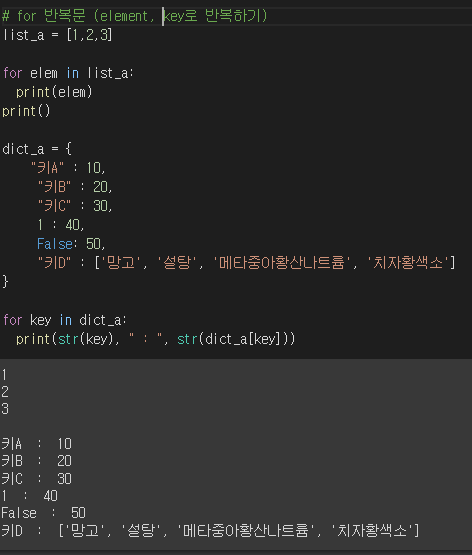 # for 반복문 (element, key로 반복하기)
list_a = [1,2,3]
for elem in list_a:
  print(elem)
print()
dict_a = {
    "키A" : 10,
     "키B" : 20,
     "키C" : 30,
     1 : 40,
     False: 50,
     "키D" : ['망고', '설탕', '메타중아황산나트륨', '치자황색소']
}
for key in dict_a:
  print(str(key), " : ", str(dict_a[key]))
1
2
3
키A  :  10
키B  :  20
키C  :  30
1  :  40
False  :  50
키D  :  ['망고', '설탕', '메타중아황산나트륨', '치자황색소']